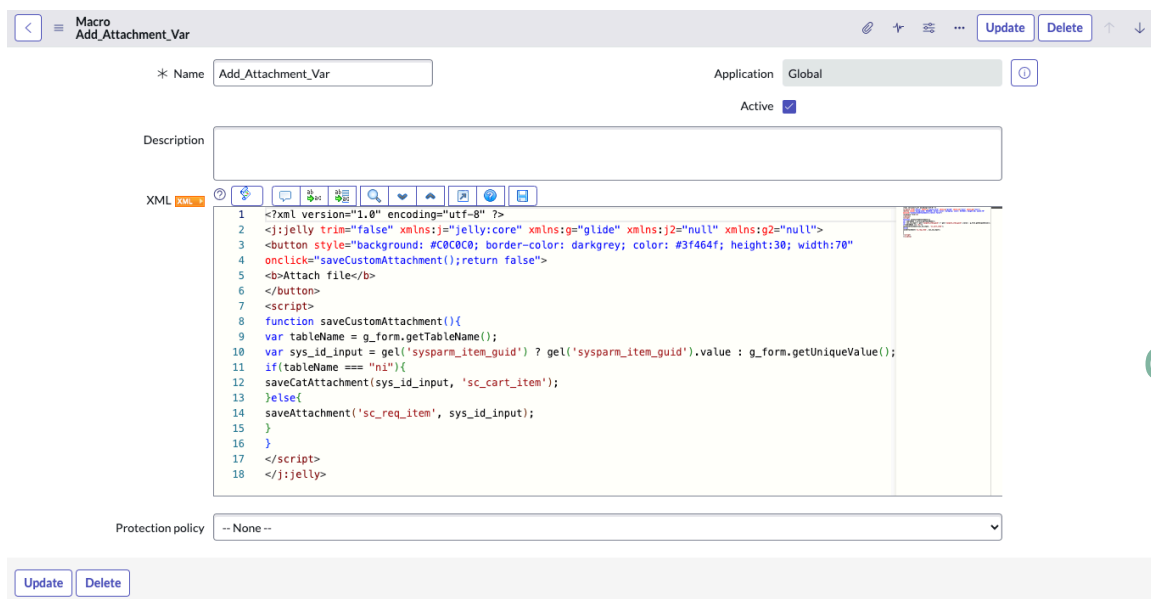 Macro
Add_Attachment_Var
Update
Delete
Name
Add_Attachment_Var
Application
Global
Active
Description
XML
XML
1 <?xml version="1.0" encoding="utf-8" ?>
2 <j:jelly trim="false" xmlns:j="jelly:core" xmlns:g="glide" xmlns:j2="null" xmlns:g2="null">
3 <button style="background: #C0C0C0; border-color: darkgrey; color: #3f464f; height:30; width:70"
4 onclick="saveCustomAttachment();return false">
5 <b>Attach file</b>
6 </button>
7 <script>
8 function saveCustomAttachment(){
9 var tableName = g_form.getTableName();
10 var sys_id_input = gel('sysparm_item_guid') ? gel('sysparm_item_guid').value : g_form.getUniqueValue();
11 if(tableName === "ni"){
12 saveCatAttachment(sys_id_input, 'sc_cart_item');
13 }else{
14 saveAttachment('sc_req_item', sys_id_input);
15 }
16 }
17 </script>
18 </j:jelly>
Protection policy
-- None --
Update
Delete